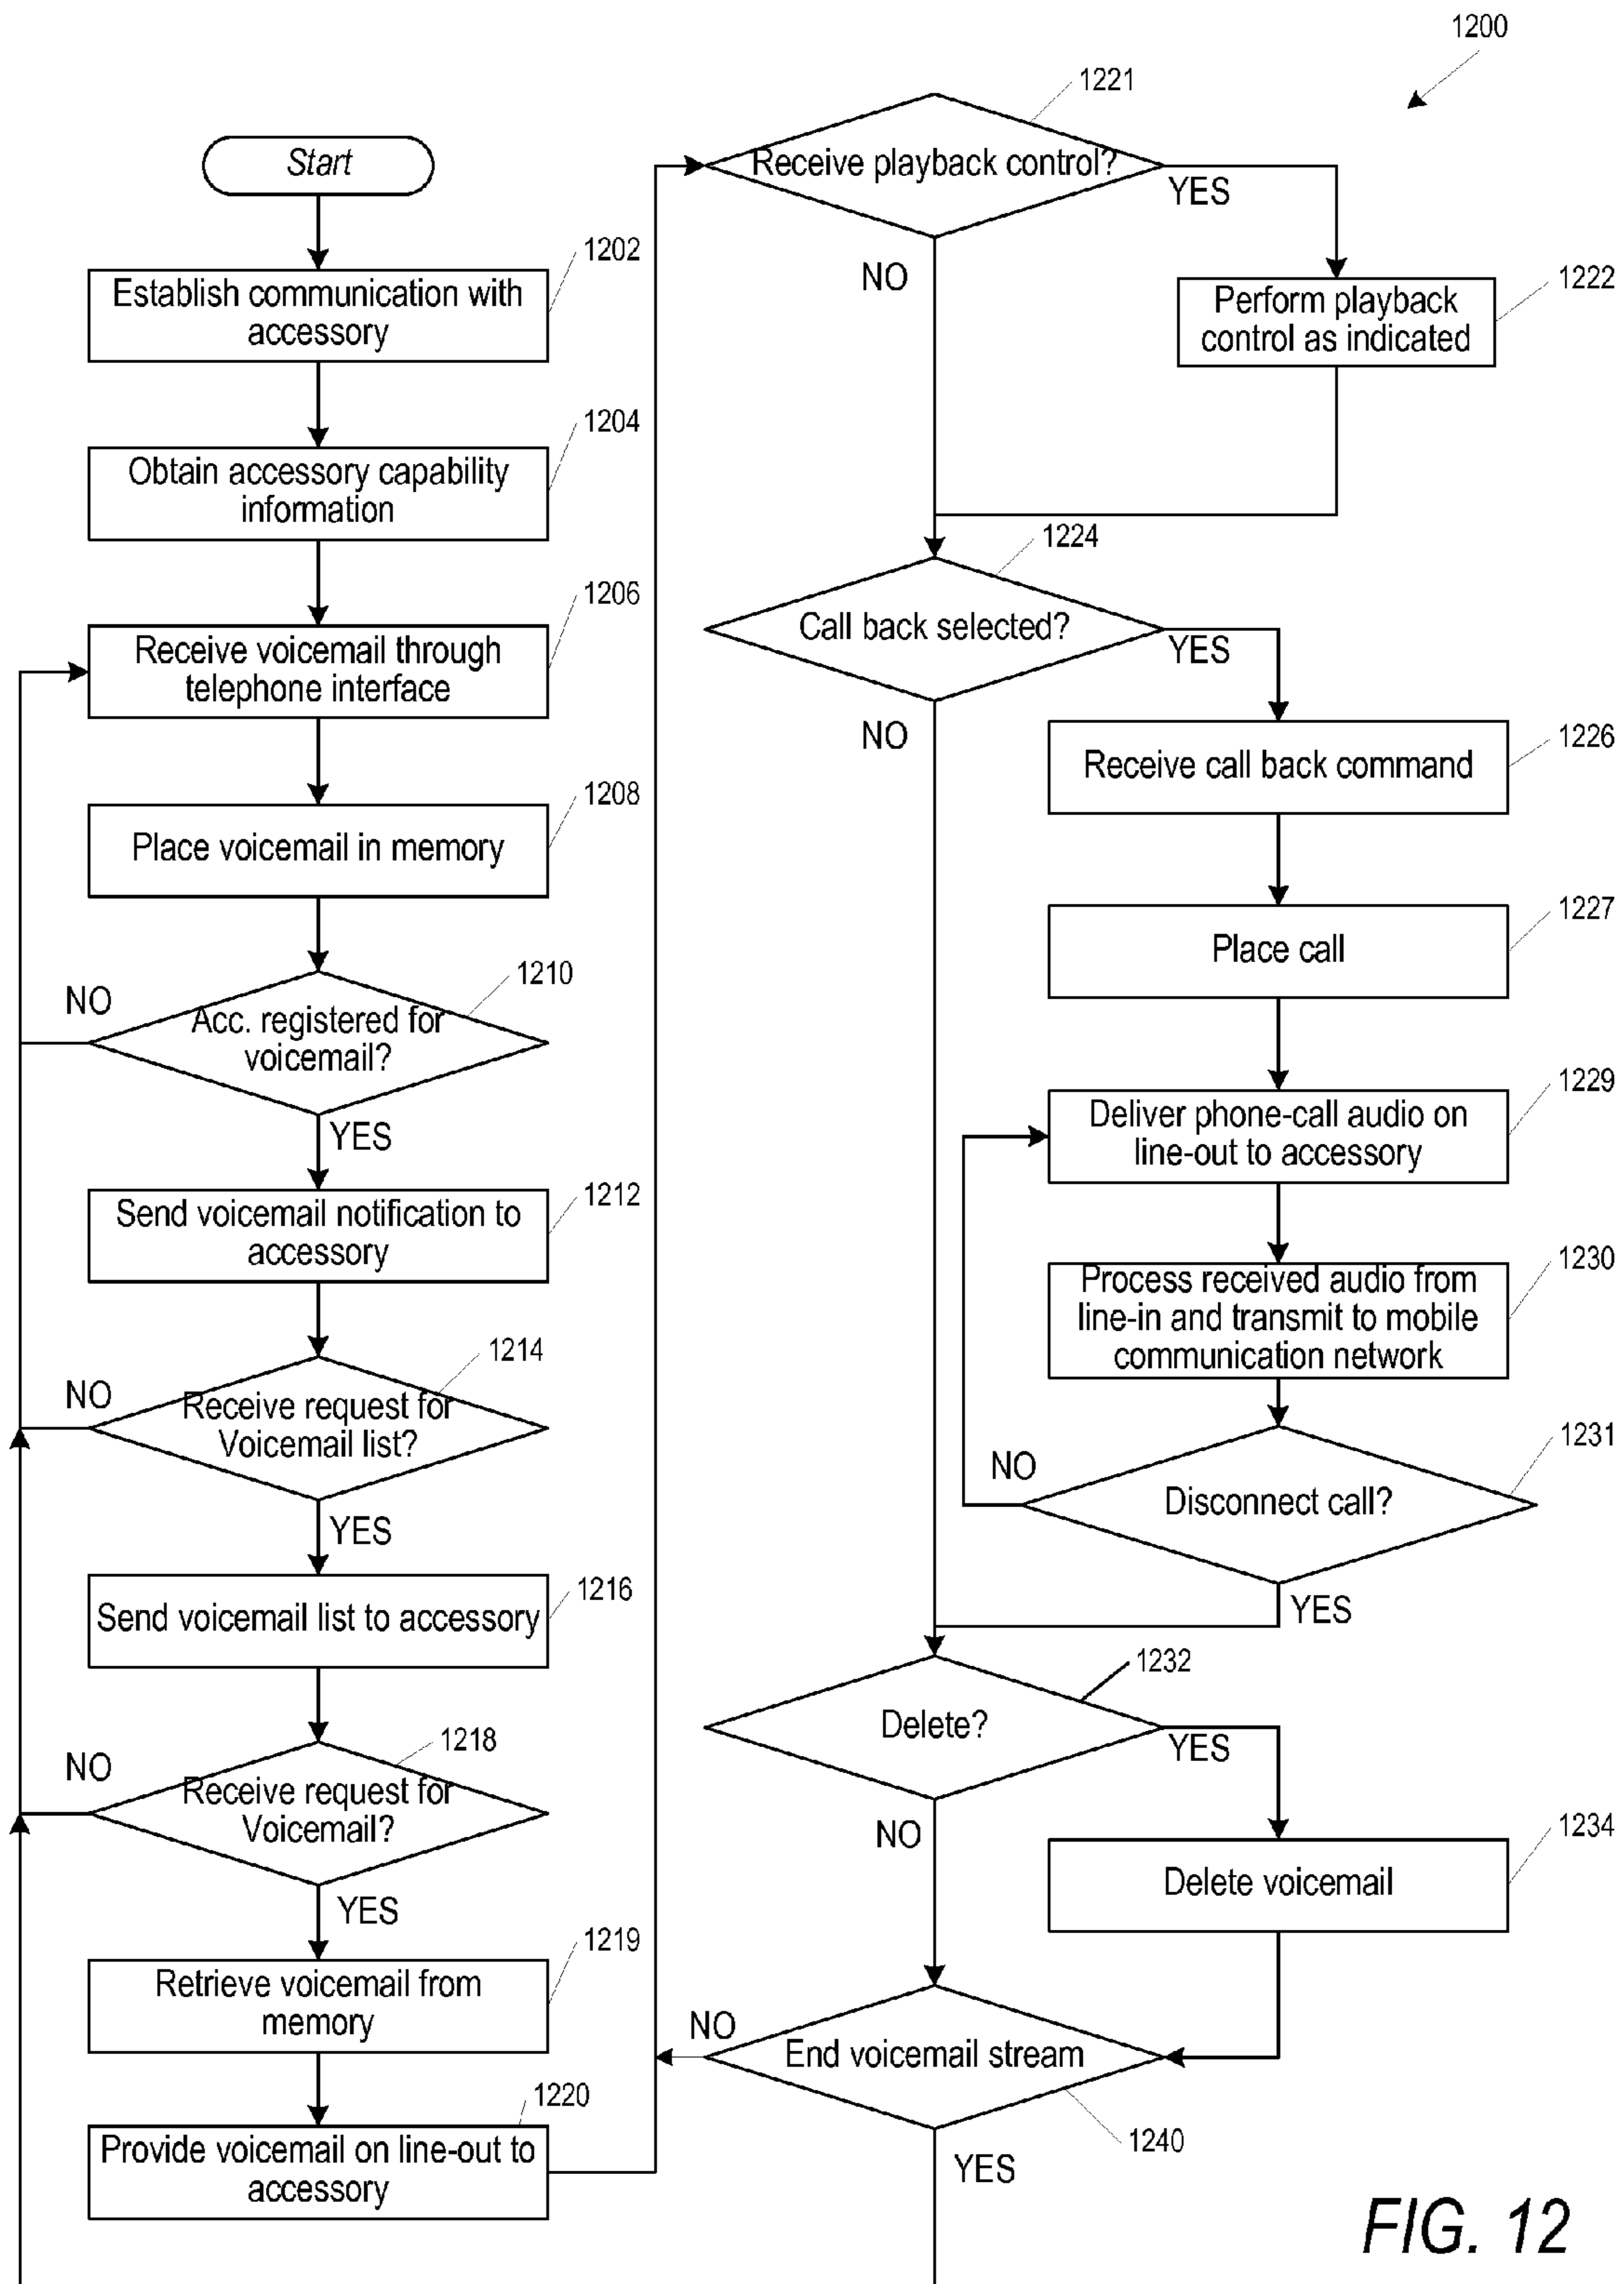 1200
Start
1202
Establish communication with
accessory
1204
Obtain accessory capability
information
1206
Receive voicemail through
telephone interface
1208
Place voicemail in memory
1210
NO
Acc. registered for
voicemail?
YES
1212
Send voicemail notification to
accessory
1214
NO
Receive request for
Voicemail list?
YES
1216
Send voicemail list to accessory
1218
NO
Receive request for
Voicemail?
YES
1219
Retrieve voicemail from
memory
1220
Provide voicemail on line-out to
accessory
1221
Receive playback control?
YES
NO
1222
Perform playback
control as indicated
1224
Call back selected?
YES
NO
1226
Receive call back command
1227
Place call
1229
Deliver phone-call audio on
line-out to accessory
1230
Process received audio from
line-in and transmit to mobile
communication network
1231
NO
Disconnect call?
YES
1232
Delete?
YES
NO
1234
Delete voicemail
NO
End voicemail stream
1240
YES
FIG. 12